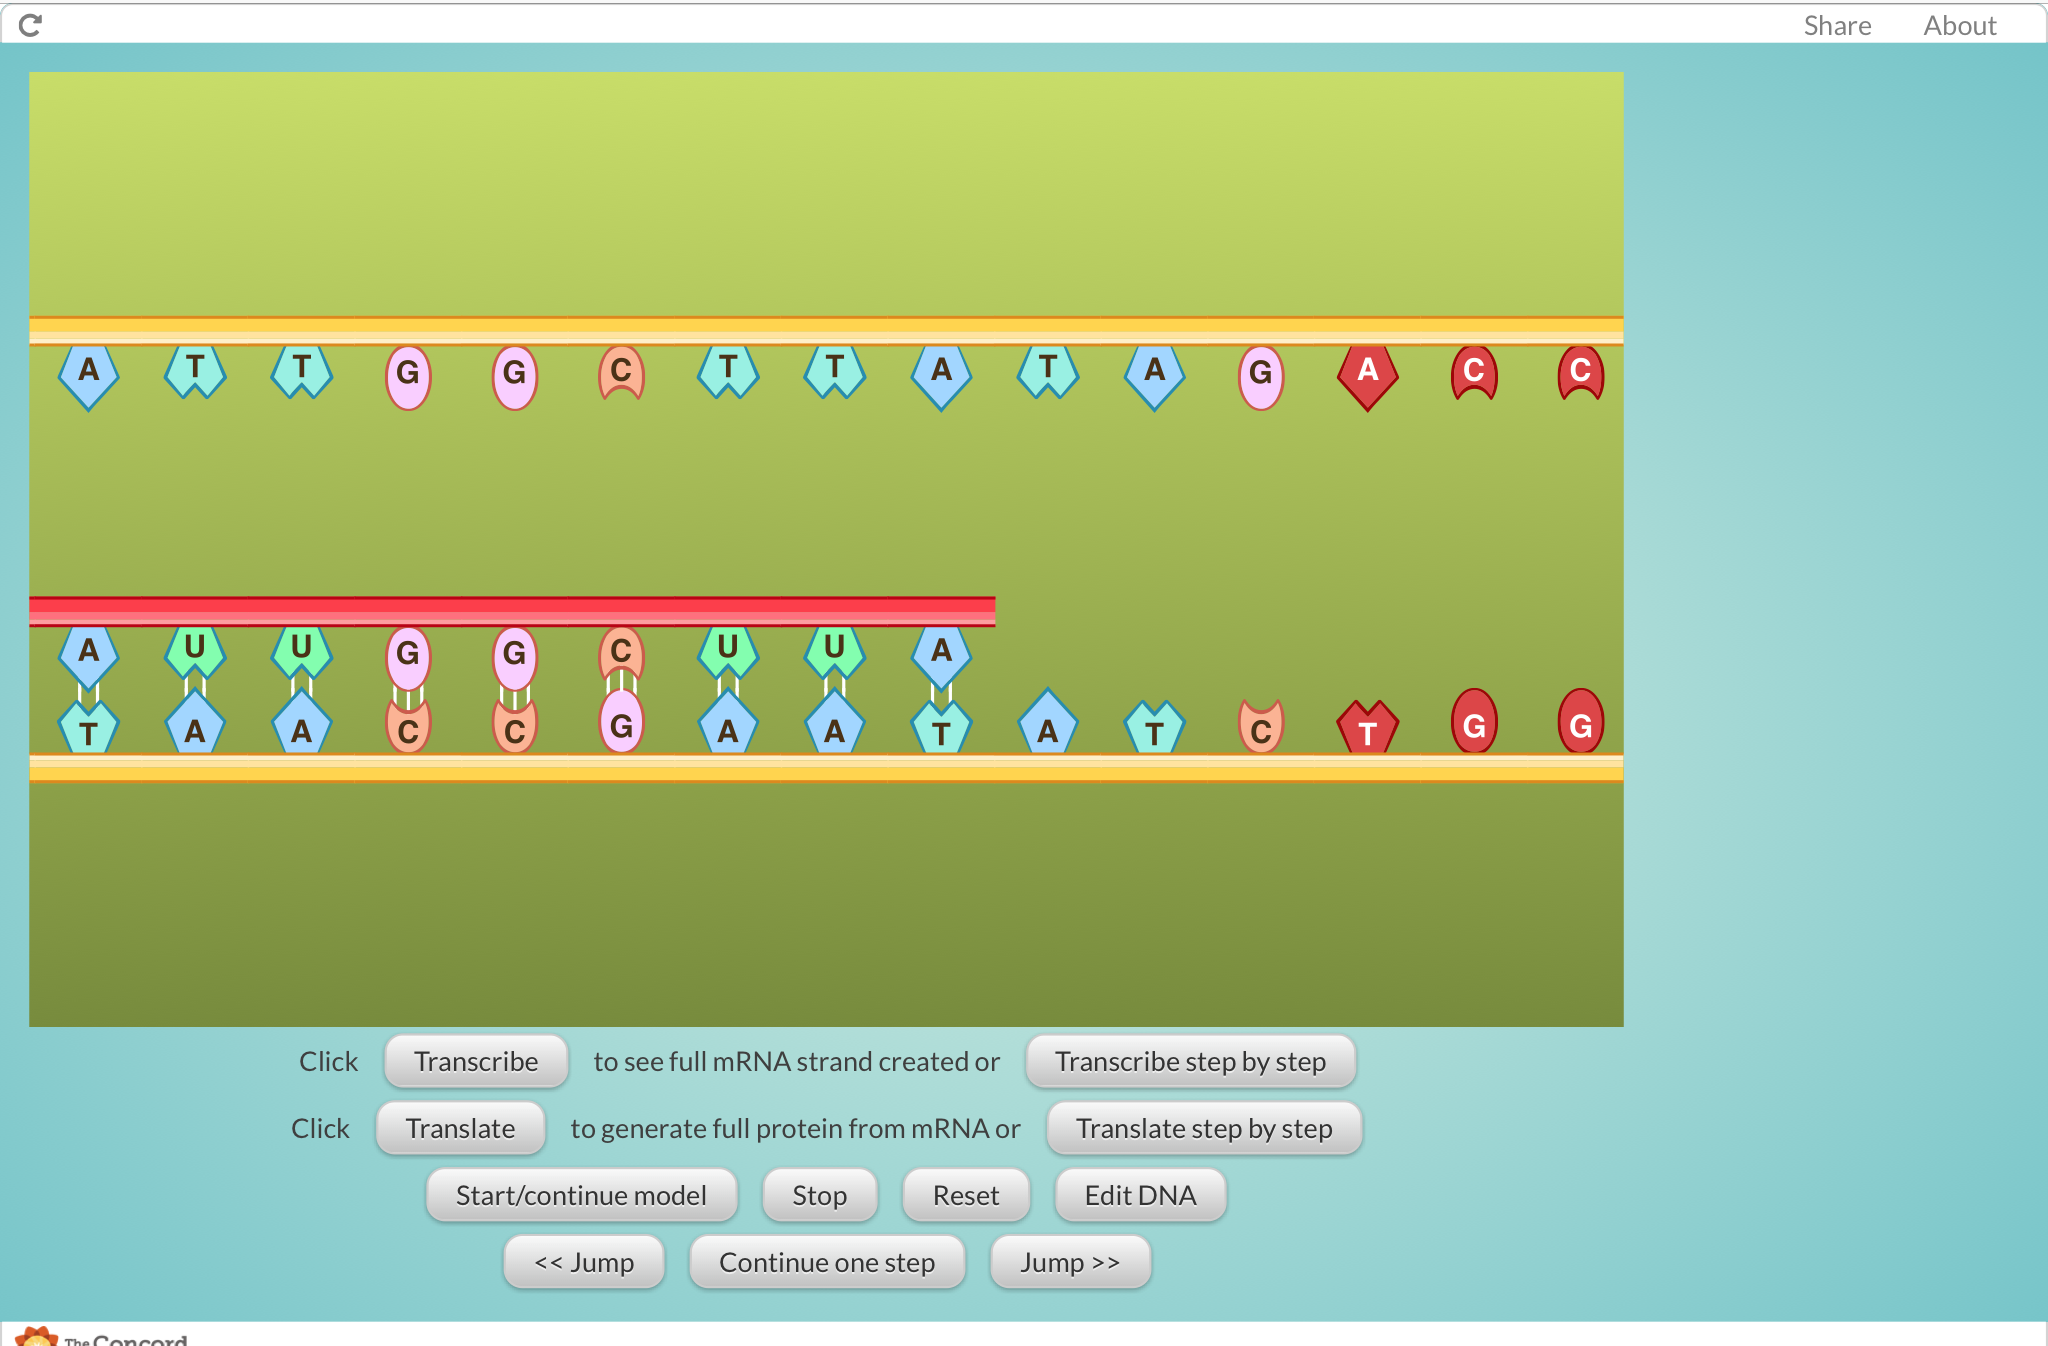 Share About
A T T G G C T T A T A G A C C
A U U G G C U U A
T A A C C G A A T A T C T G G
Click Transcribe to see full mRNA strand created or Transcribe step by step
Click Translate to generate full protein from mRNA or Translate step by step
Start/continue model Stop Reset Edit DNA
<< Jump Continue one step Jump >>
The Concord